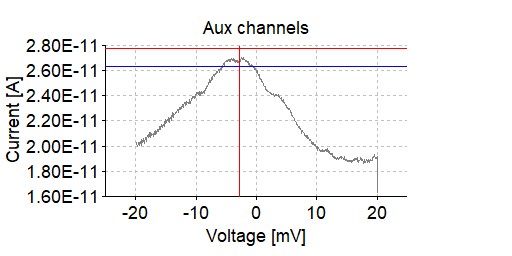 Aux channels
2.80E-11
2.60E-11
2.40E-11
2.20E-11
2.00E-11
1.80E-11
1.60E-11
Current [A]
-20 -10 0 10 20
Voltage [mV]